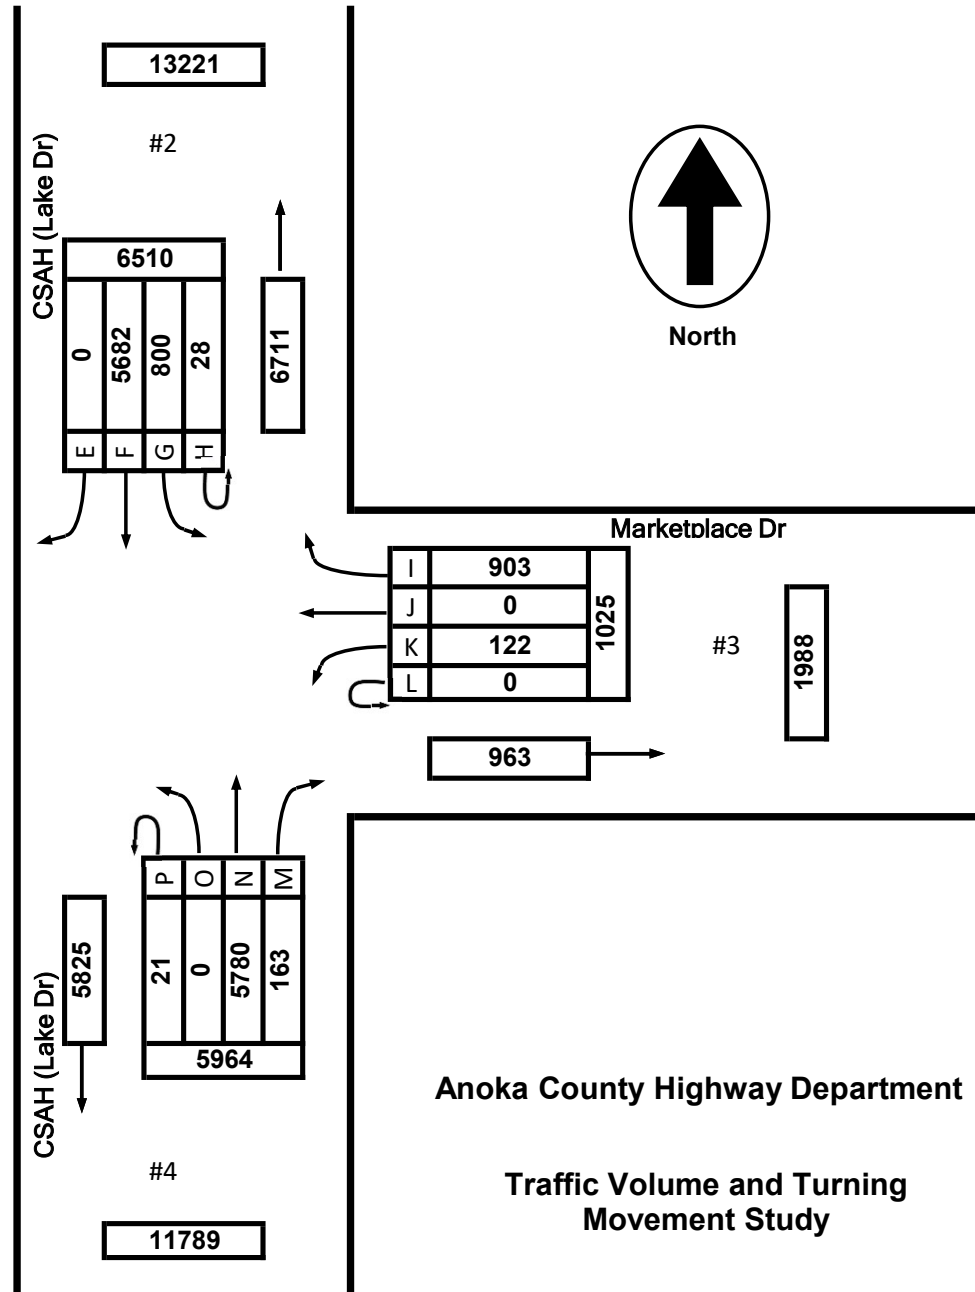 13221
#2
CSAH (Lake Dr)
6510
0
5682
800
28
E
F
G
H
6711
North
Marketplace Dr
I
903
J
0
K
122
L
0
1025
#3
1988
963
P
O
N
M
21
0
5780
163
5964
5825
CSAH (Lake Dr)
#4
11789
Anoka County Highway Department
Traffic Volume and Turning
Movement Study